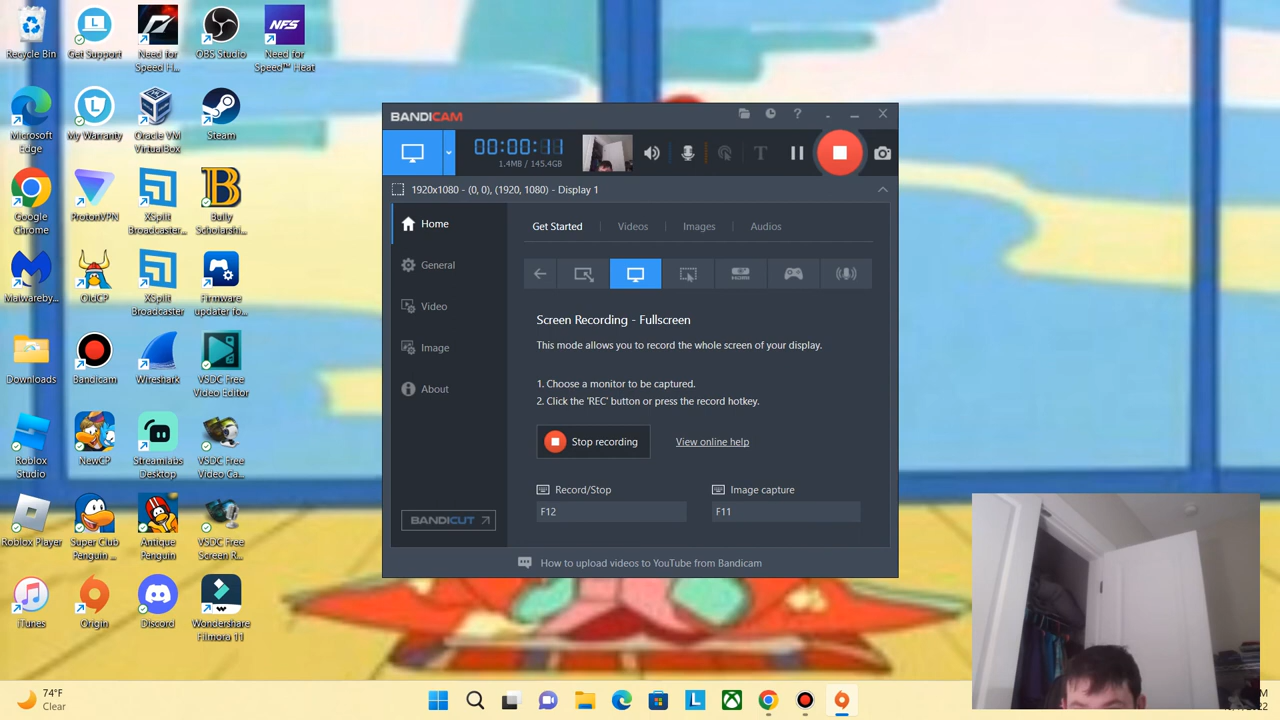 Recycle Bin
Get Support
Need for
Speed H...
OBS Studio
NFS
Need for
Speed™ Heat
Microsoft
Edge
My Warranty
Oracle VM
VirtualBox
Steam
Google
Chrome
ProtonVPN
XSplit
Broadcaster...
Bully
Scholarshi...
Malwareby...
OldCP
XSplit
Broadcaster
Firmware
updater fo...
Downloads
Bandicam
Wireshark
VSDC Free
Video Editor
Roblox
Studio
NewCP
Streamlabs
Desktop
VSDC Free
Video Ca...
Roblox Player
Super Club
Penguin ...
Antique
Penguin
VSDC Free
Screen R...
iTunes
Origin
Discord
Wondershare
Filmora 11
BANDICAM
00:00:11
1.4MB / 145.4GB
1920x1080 - (0, 0), (1920, 1080) - Display 1
Home
General
Video
Image
About
BANDICUT
Get Started
Videos
Images
Audios
Screen Recording - Fullscreen
This mode allows you to record the whole screen of your display.
1. Choose a monitor to be captured.
2. Click the 'REC' button or press the record hotkey.
Stop recording
View online help
Record/Stop
F12
Image capture
F11
How to upload videos to YouTube from Bandicam
74°F
Clear